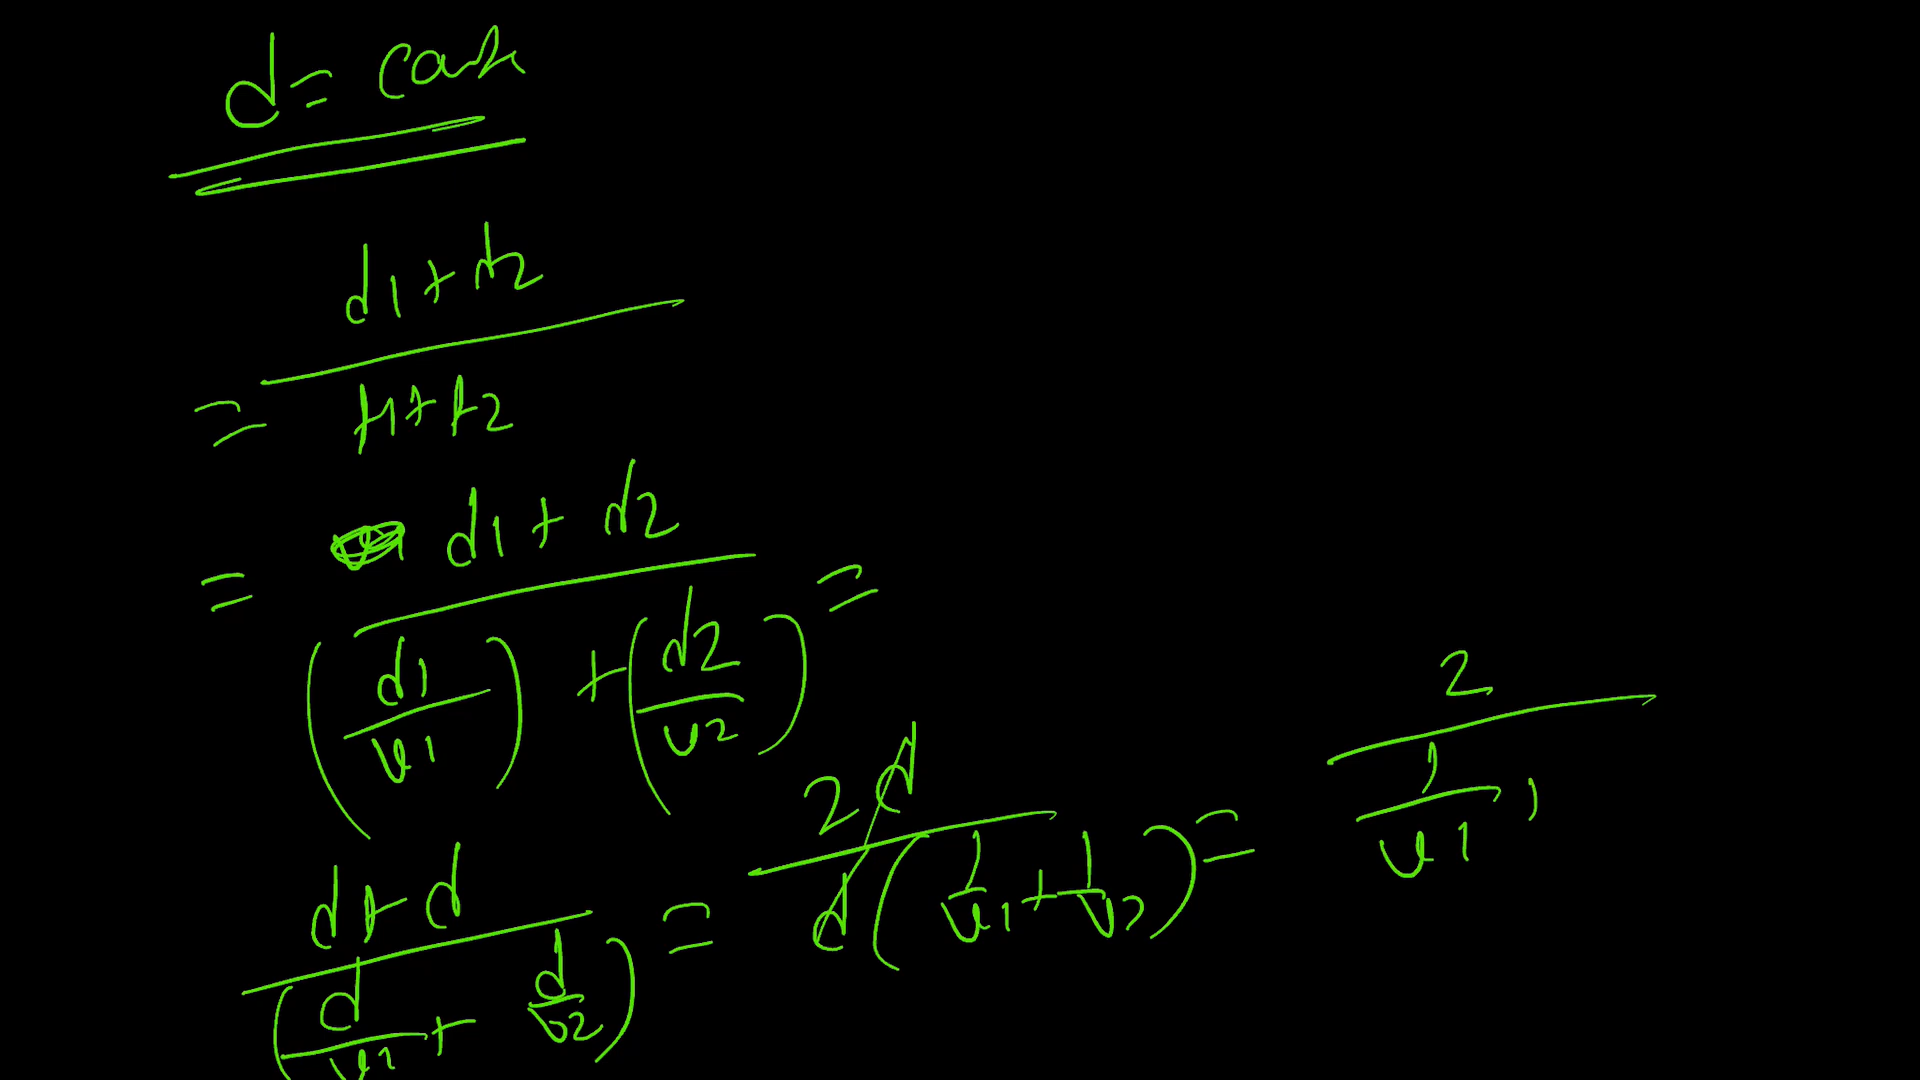 d = cons
= d1 + d2 / t1 + t2
= d1 + d2 / (d1/v1) + (d2/v2) =
d + d / (d/v1 + d/v2) = 2d / d(1/v1 + 1/v2) = 2 / 1/v1 ,